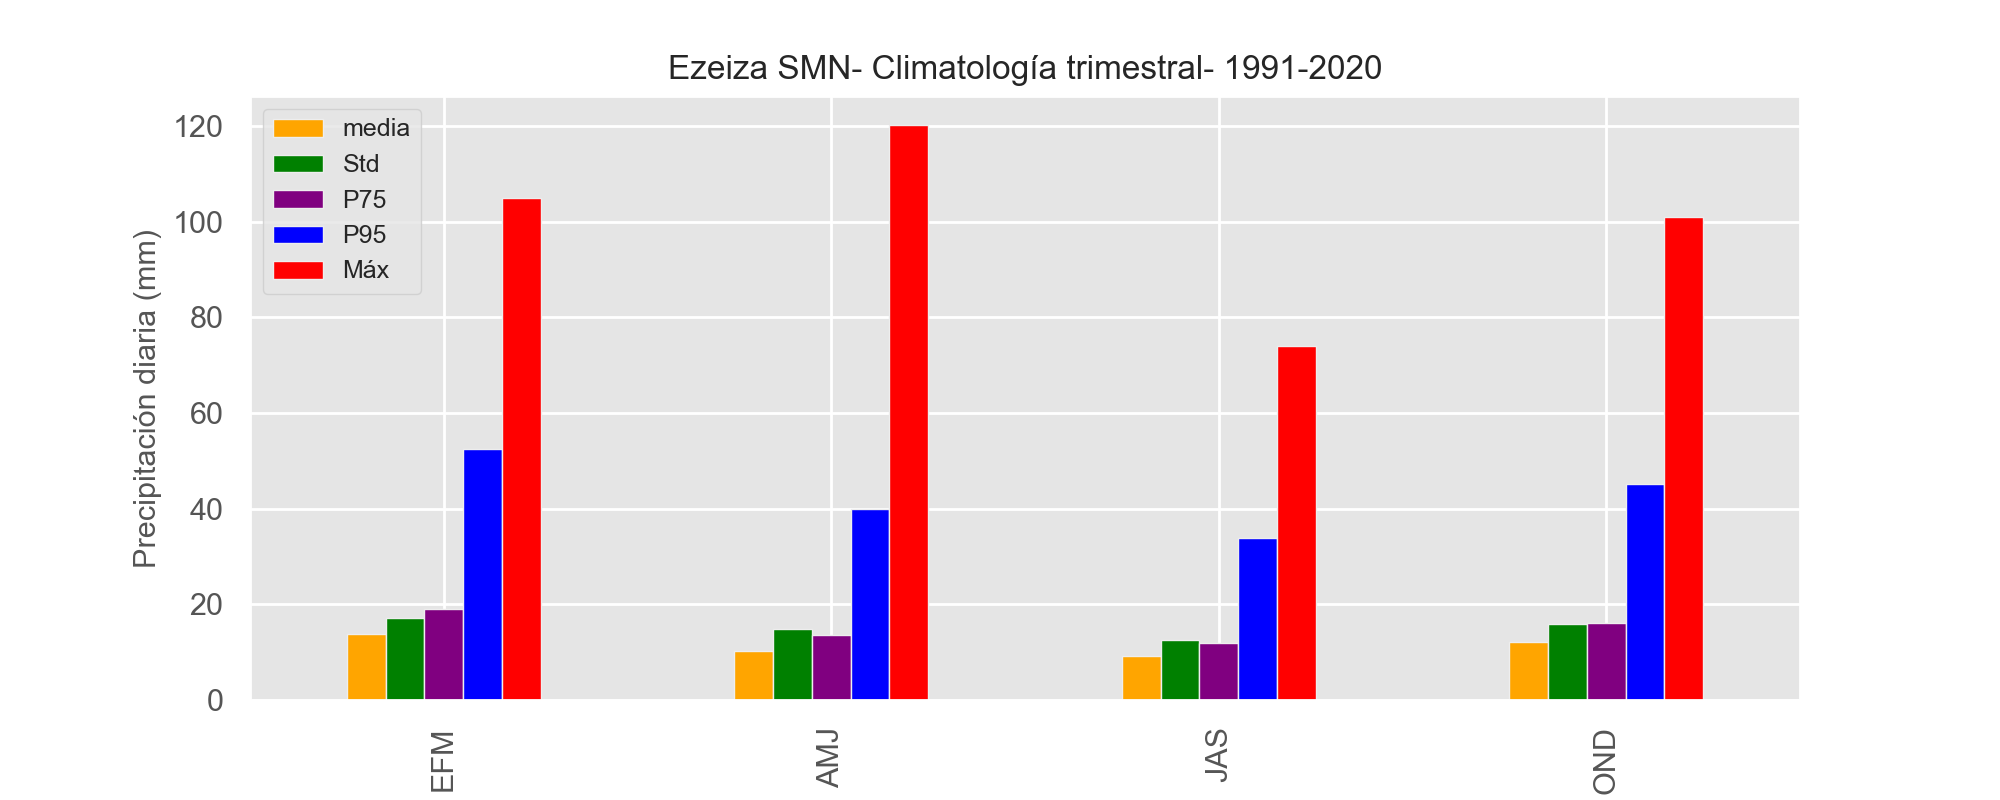 Ezeiza SMN- Climatología trimestral- 1991-2020
media
Std
P75
P95
Máx
Precipitación diaria (mm)
120
100
80
60
40
20
0
EFM
AMJ
JAS
OND